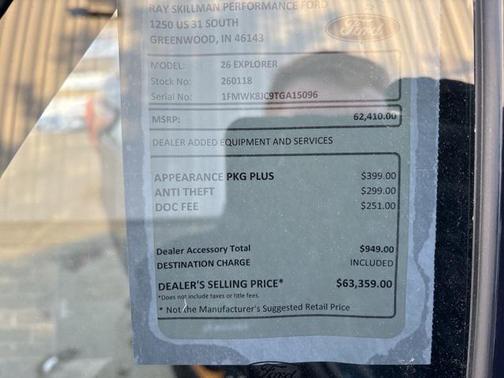 RAY SKILLMAN PERFORMANCE FORD
1250 US 31 SOUTH
GREENWOOD, IN 46143
Ford
MODEL: 26 EXPLORER
Stock No: 260118
Serial No: 1FMWK8JC9TGA15096
MSRP: 62,410.00
DEALER ADDED EQUIPMENT AND SERVICES
APPEARANCE PKG PLUS $399.00
ANTI THEFT $299.00
DOC FEE $251.00
Dealer Accessory Total $949.00
DESTINATION CHARGE INCLUDED
DEALER'S SELLING PRICE* $63,359.00
*Does not include taxes or title fees.
* Not the Manufacturer's Suggested Retail Price
Ford